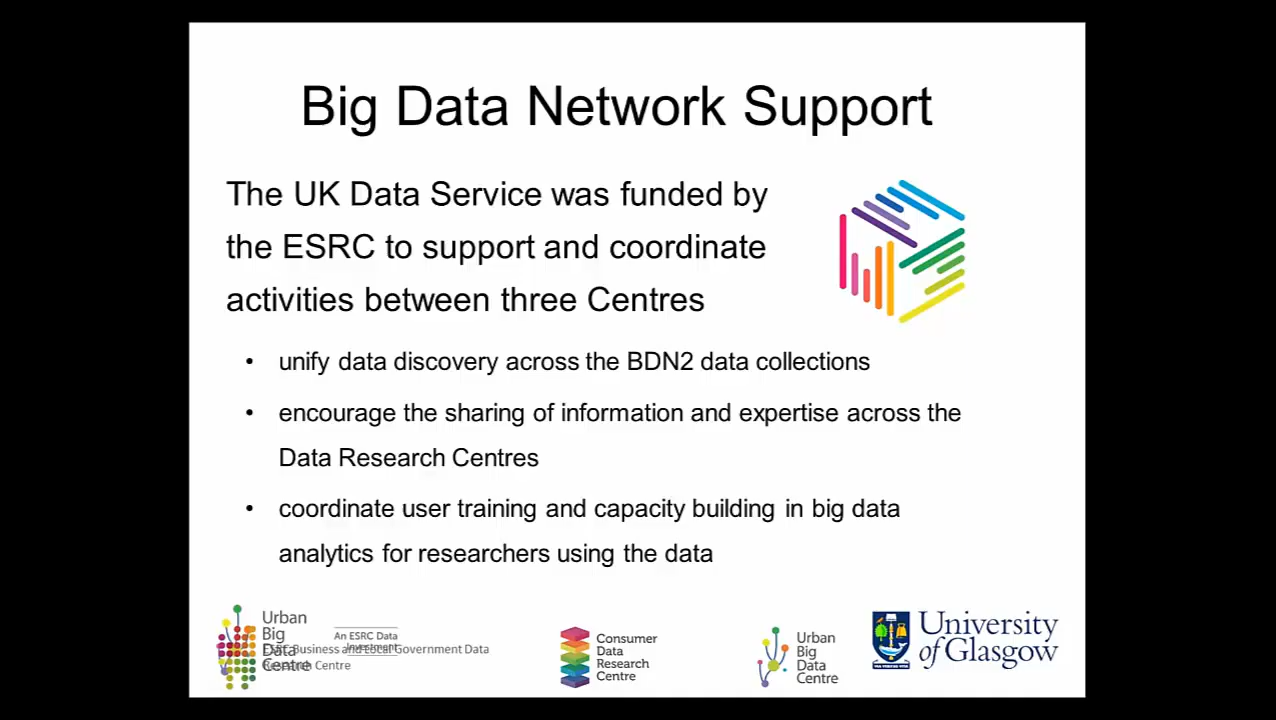 Big Data Network Support
The UK Data Service was funded by
the ESRC to support and coordinate
activities between three Centres
• unify data discovery across the BDN2 data collections
• encourage the sharing of information and expertise across the
Data Research Centres
• coordinate user training and capacity building in big data
analytics for researchers using the data
Urban
Big
Data
Centre
An ESRC Data
Investment
ESRC Business and Local Government Data
Research Centre
Consumer
Data
Research
Centre
Urban
Big
Data
Centre
University
of Glasgow